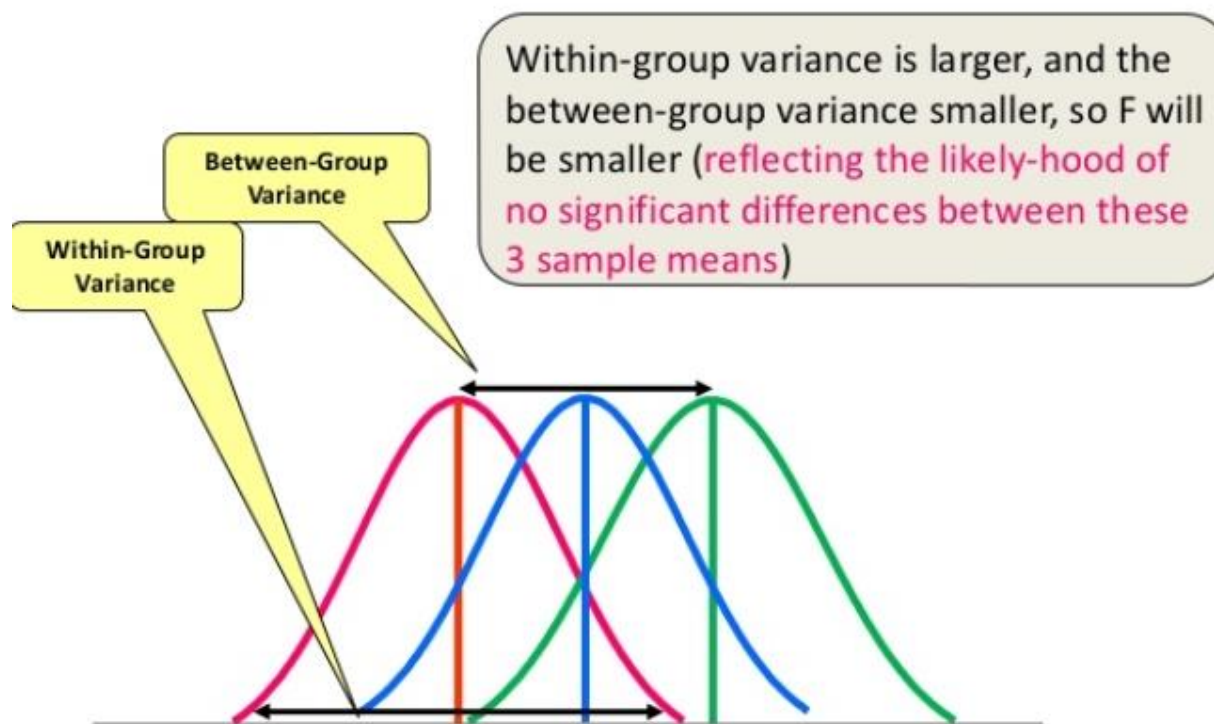 Within-group variance is larger, and the
between-group variance smaller, so F will
be smaller (reflecting the likely-hood of
no significant differences between these
3 sample means)
Between-Group
Variance
Within-Group
Variance